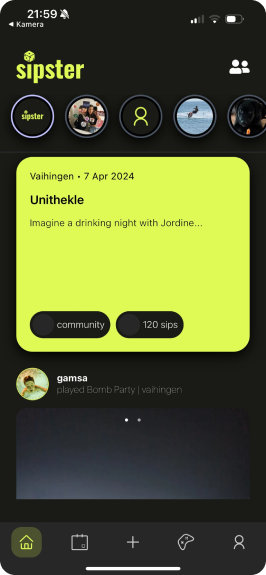 21:59
Kamera
sipster
sipster
Vaihingen • 7 Apr 2024
Unithekle
Imagine a drinking night with Jordine...
community
120 sips
gamsa
played Bomb Party | vaihingen